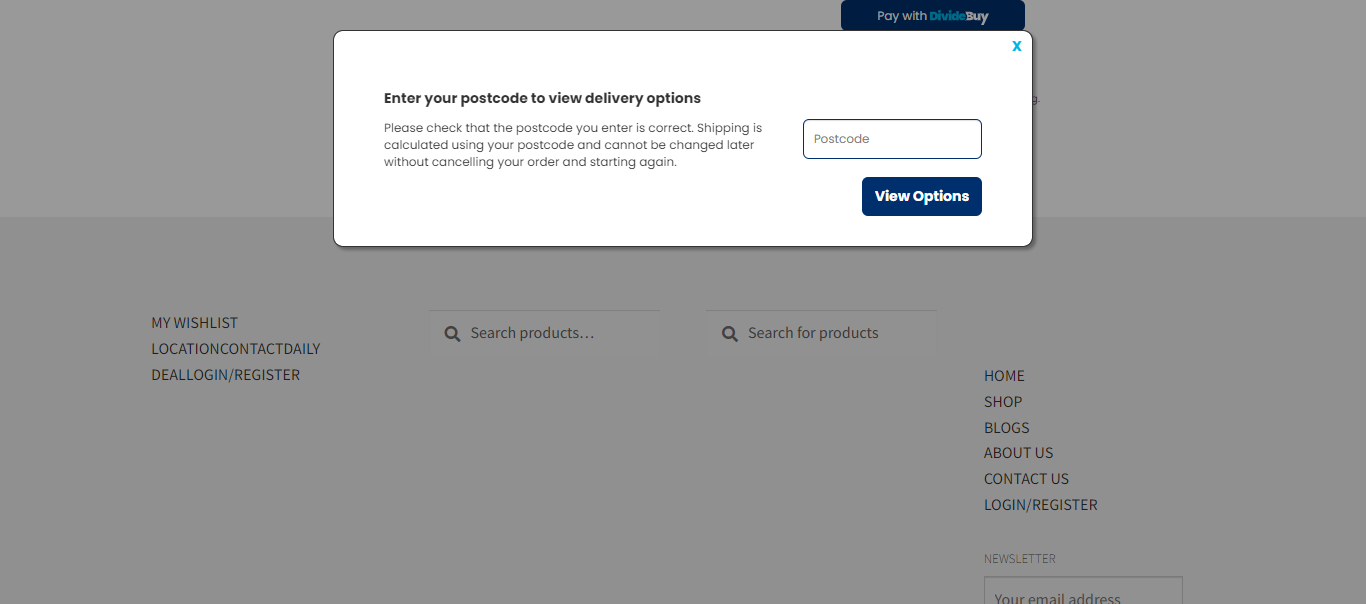 Pay with DivideBuy
X
Enter your postcode to view delivery options
Please check that the postcode you enter is correct. Shipping is
calculated using your postcode and cannot be changed later
without cancelling your order and starting again.
Postcode
View Options
MY WISHLIST
LOCATIONCONTACTDAILY
DEALLOGIN/REGISTER
Search products…
Search for products
HOME
SHOP
BLOGS
ABOUT US
CONTACT US
LOGIN/REGISTER
NEWSLETTER
Your email address